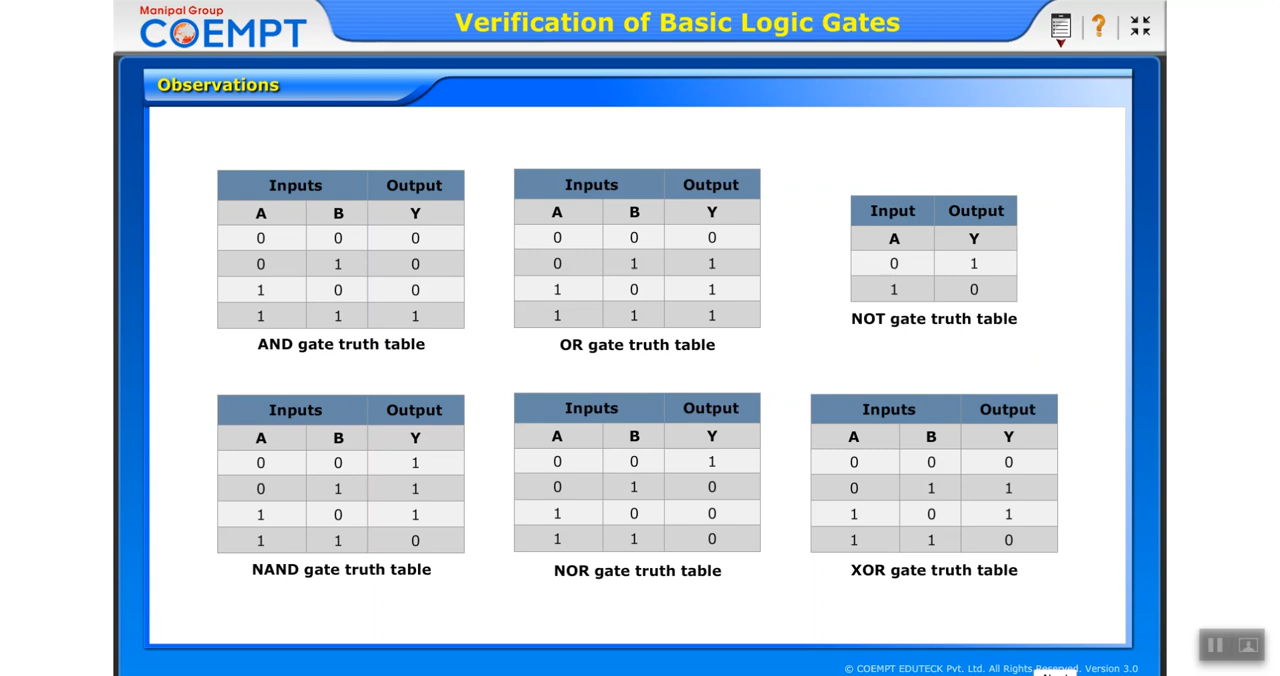 Manipal Group
COEMPT
Verification of Basic Logic Gates
?
Observations
Inputs Output
A B Y
0 0 0
0 1 0
1 0 0
1 1 1
AND gate truth table
Inputs Output
A B Y
0 0 0
0 1 1
1 0 1
1 1 1
OR gate truth table
Input Output
A Y
0 1
1 0
NOT gate truth table
Inputs Output
A B Y
0 0 1
0 1 1
1 0 1
1 1 0
NAND gate truth table
Inputs Output
A B Y
0 0 1
0 1 0
1 0 0
1 1 0
NOR gate truth table
Inputs Output
A B Y
0 0 0
0 1 1
1 0 1
1 1 0
XOR gate truth table
© COEMPT EDUTECK Pvt. Ltd. All Rights Reserved. Version 3.0